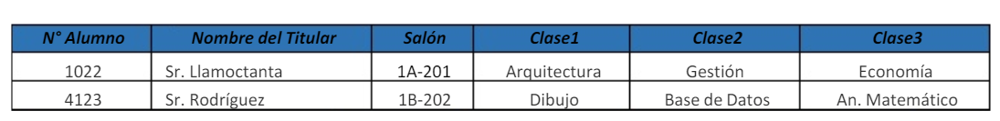 N° Alumno Nombre del Titular Salón Clase1 Clase2 Clase3
1022 Sr. Llamoctanta 1A-201 Arquitectura Gestión Economía
4123 Sr. Rodríguez 1B-202 Dibujo Base de Datos An. Matemático